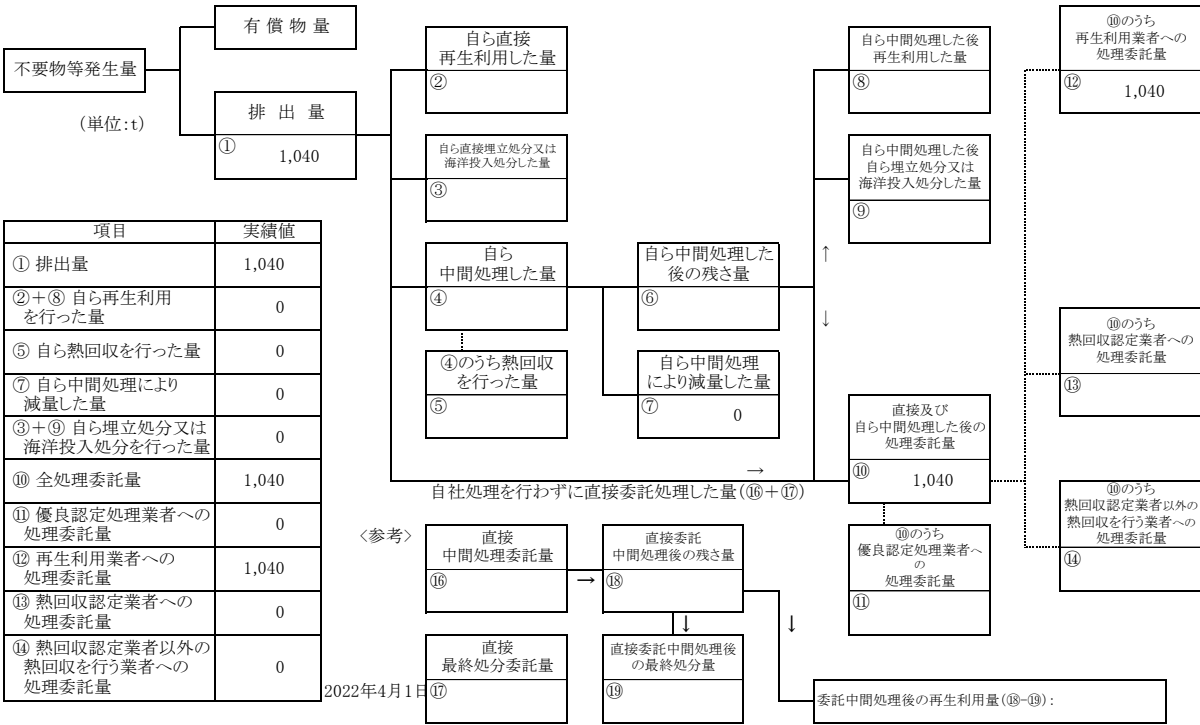 有 償 物 量
不要物等発生量
(単位:t)
排 出 量
①
1,040
自ら直接
再生利用した量
②
自ら直接埋立処分又は
海洋投入処分した量
③
自ら
中間処理した量
④
④のうち熱回収
を行った量
⑤
自ら中間処理した
後の残さ量
⑥
自ら中間処理
により減量した量
⑦
0
自ら中間処理した後
再生利用した量
⑧
自ら中間処理した後
自ら埋立処分又は
海洋投入処分した量
⑨
↑
↓
直接及び
自ら中間処理した後の
処理委託量
⑩
1,040
⑩のうち
優良認定処理業者へ
の
処理委託量
⑪
⑩のうち
再生利用業者への
処理委託量
⑫
1,040
⑩のうち
熱回収認定業者への
処理委託量
⑬
⑩のうち
熱回収認定業者以外の
熱回収を行う業者への
処理委託量
⑭
→
自社処理を行わずに直接委託処理した量(⑯+⑰)
項目 実績値
① 排出量 1,040
②+⑧ 自ら再生利用
を行った量 0
⑤ 自ら熱回収を行った量 0
⑦ 自ら中間処理により
減量した量 0
③+⑨ 自ら埋立処分又は
海洋投入処分を行った量 0
⑩ 全処理委託量 1,040
⑪ 優良認定処理業者への
処理委託量 0
⑫ 再生利用業者への
処理委託量 1,040
⑬ 熱回収認定業者への
処理委託量 0
⑭ 熱回収認定業者以外の
熱回収を行う業者への
処理委託量 0
2022年4月1日
〈参考〉
直接
中間処理委託量
⑯
→
直接委託
中間処理後の残さ量
⑱
↓
↓
直接
最終処分委託量
⑰
直接委託中間処理後
の最終処分量
⑲
委託中間処理後の再生利用量(⑱-⑲):